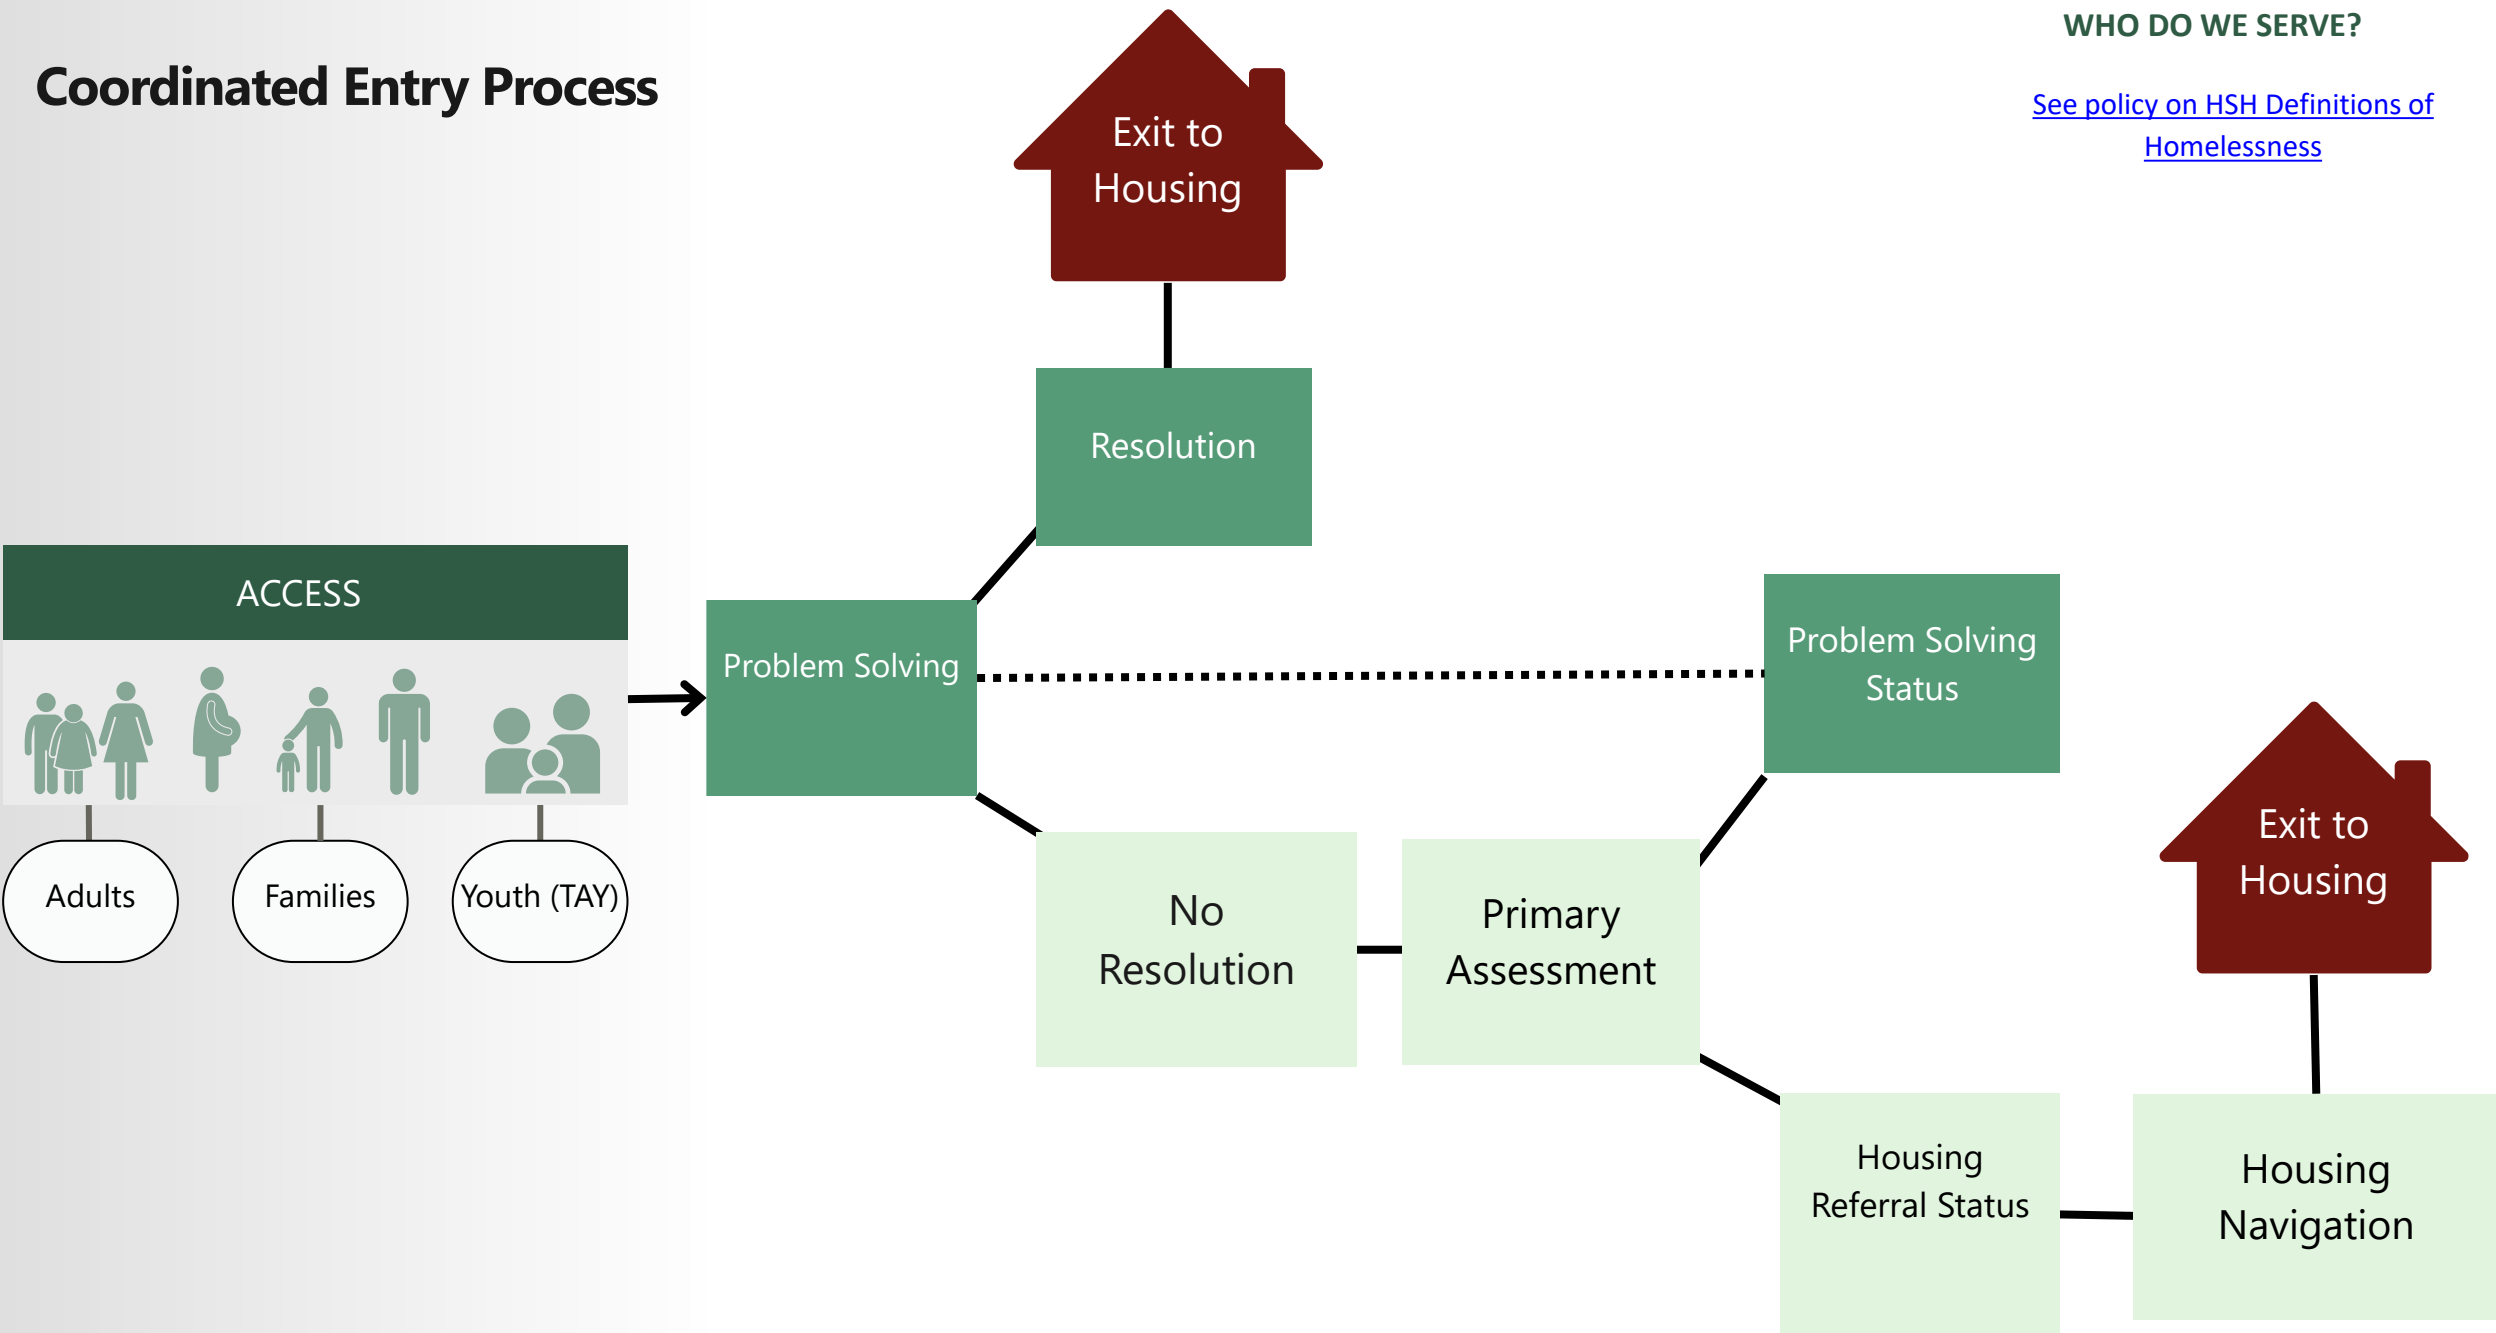 Coordinated Entry Process
WHO DO WE SERVE?
See policy on HSH Definitions of
Homelessness
Exit to
Housing
Resolution
ACCESS
Adults
Families
Youth (TAY)
Problem Solving
Problem Solving
Status
No
Resolution
Primary
Assessment
Exit to
Housing
Housing
Referral Status
Housing
Navigation